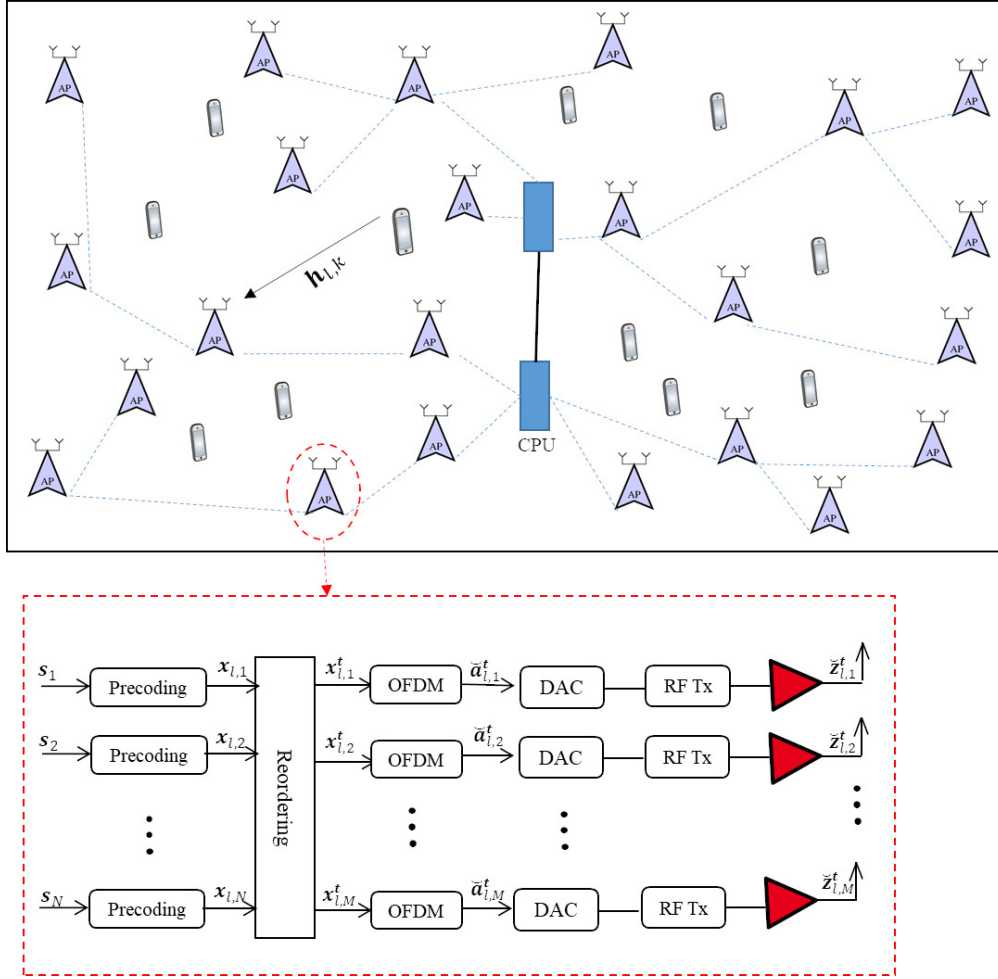 AP
AP
AP
AP
AP
AP
AP
AP
AP
AP
AP
h_{l,k}
AP
AP
AP
AP
AP
AP
CPU
AP
AP
AP
AP
AP
AP
s_1 Precoding x_{l,1} x^t_{l,1} OFDM ă^t_{l,1} DAC RF Tx z̆^t_{l,1}
s_2 Precoding x_{l,2} x^t_{l,2} OFDM ă^t_{l,2} DAC RF Tx z̆^t_{l,2}
Reordering
s_N Precoding x_{l,N} x^t_{l,M} OFDM ă^t_{l,M} DAC RF Tx z̆^t_{l,M}